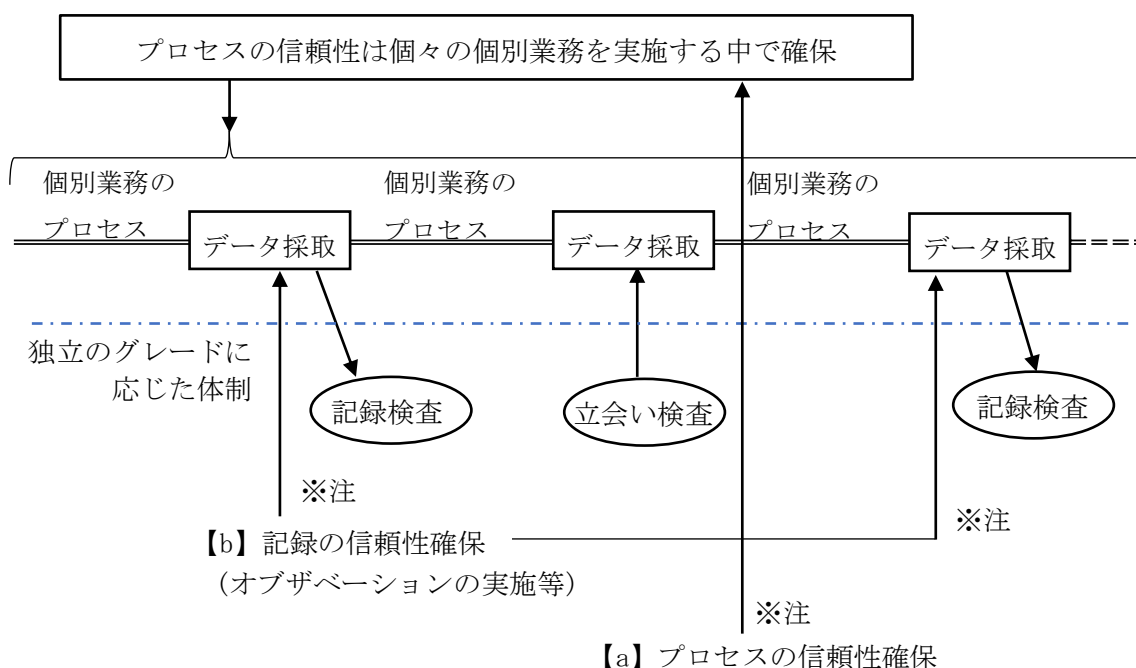 プロセスの信頼性は個々の個別業務を実施する中で確保
個別業務の
プロセス
データ採取
個別業務の
プロセス
データ採取
個別業務の
プロセス
データ採取
独立のグレードに
応じた体制
記録検査
立会い検査
記録検査
※注
※注
【b】記録の信頼性確保
(オブザベーションの実施等)
※注
【a】プロセスの信頼性確保